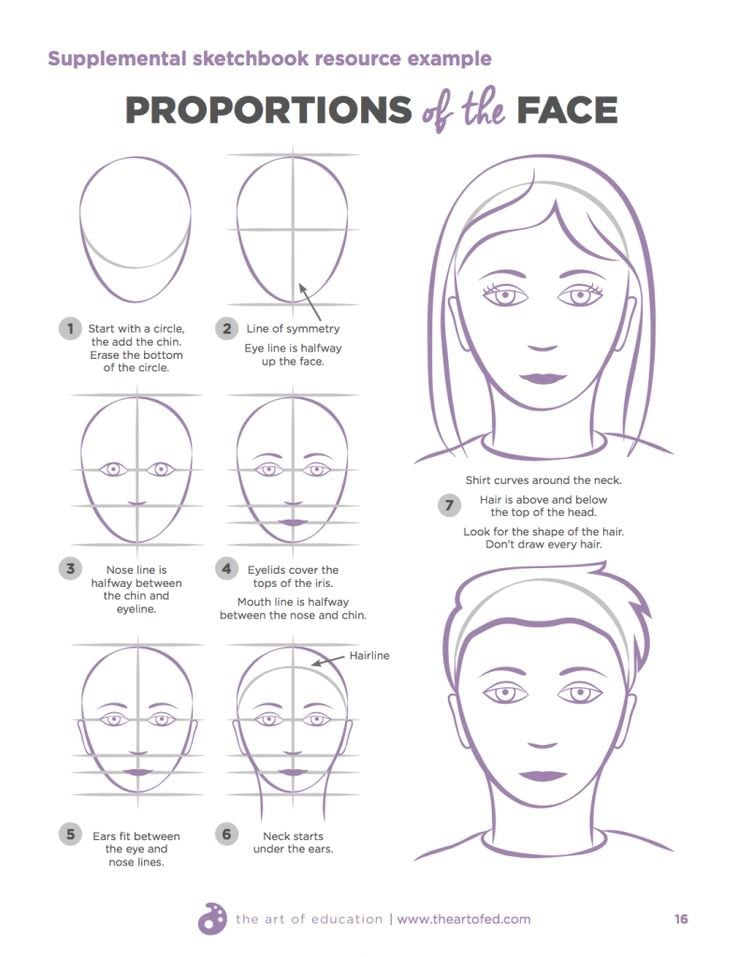 Supplemental sketchbook resource example
PROPORTIONS of the FACE
1
Start with a circle,
the add the chin.
Erase the bottom
of the circle.
2
Line of symmetry
Eye line is halfway
up the face.
3
Nose line is
halfway between
the chin and
eyeline.
4
Eyelids cover the
tops of the iris.
Mouth line is halfway
between the nose and chin.
5
Ears fit between
the eye and
nose lines.
6
Hairline
Neck starts
under the ears.
7
Shirt curves around the neck.
Hair is above and below
the top of the head.
Look for the shape of the hair.
Don't draw every hair.
the art of education | www.theartofed.com
16